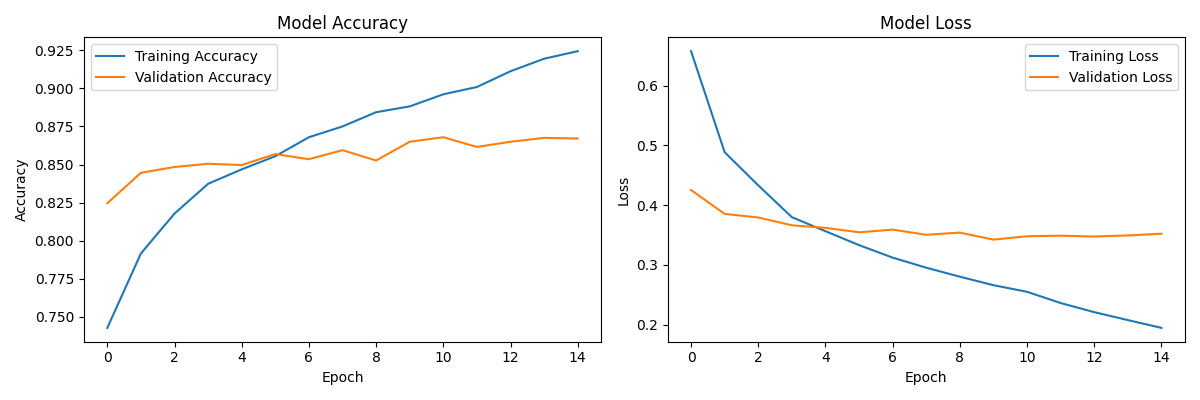 Model Accuracy
Training Accuracy
Validation Accuracy
Accuracy
0.925
0.900
0.875
0.850
0.825
0.800
0.775
0.750
0 2 4 6 8 10 12 14
Epoch
Model Loss
Training Loss
Validation Loss
Loss
0.6
0.5
0.4
0.3
0.2
0 2 4 6 8 10 12 14
Epoch